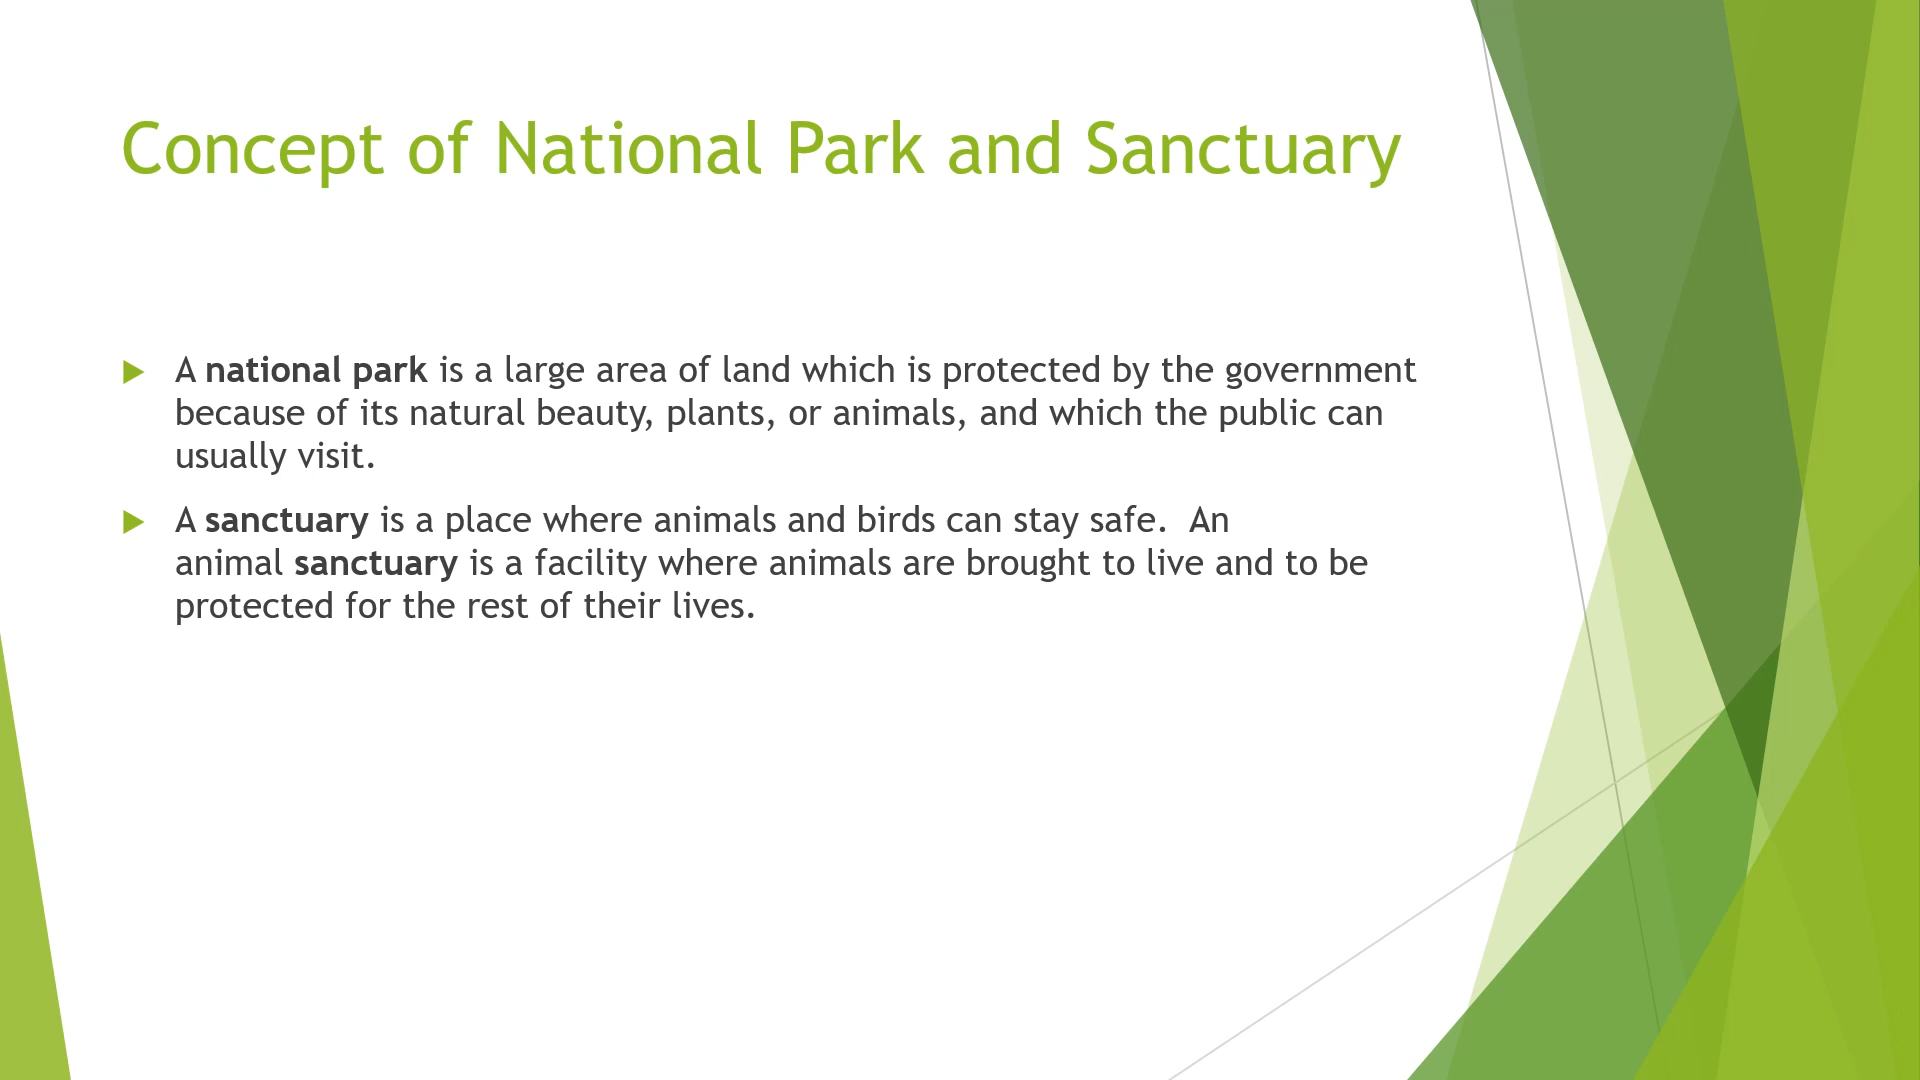 Concept of National Park and Sanctuary
A national park is a large area of land which is protected by the government
because of its natural beauty, plants, or animals, and which the public can
usually visit.
A sanctuary is a place where animals and birds can stay safe.  An
animal sanctuary is a facility where animals are brought to live and to be
protected for the rest of their lives.